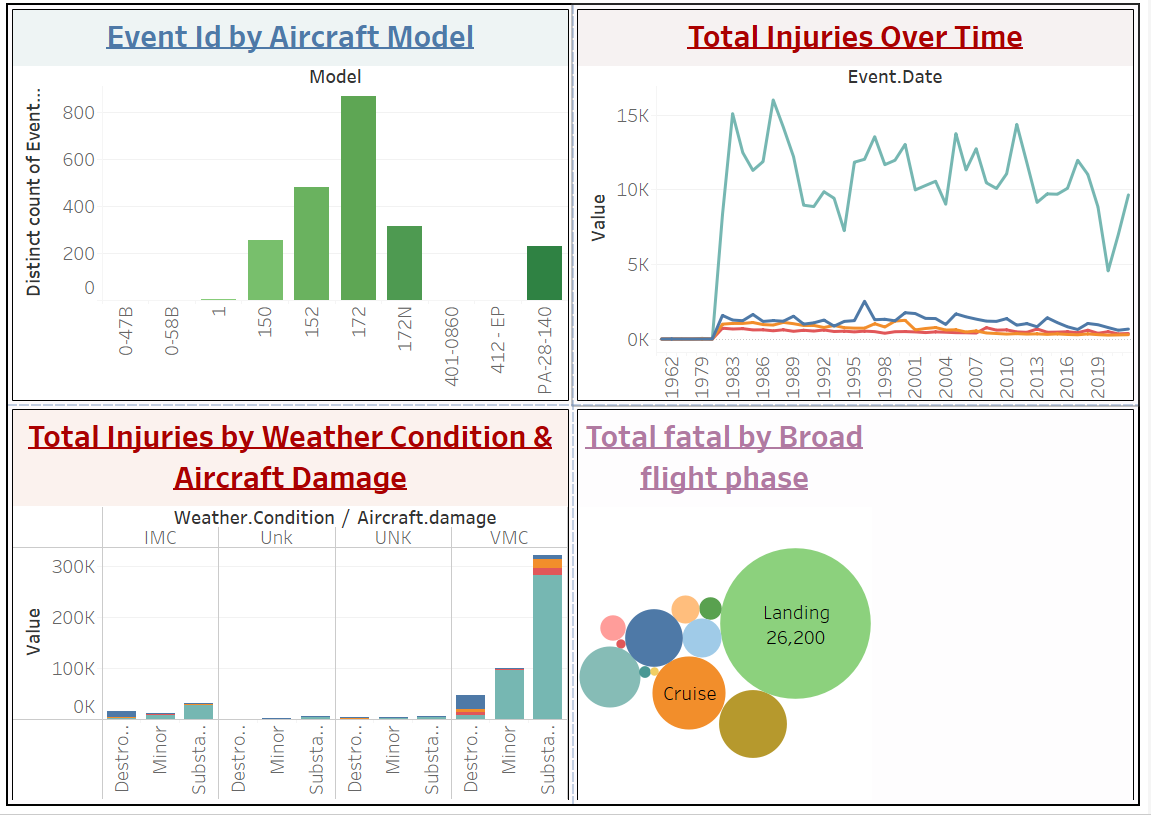 Event Id by Aircraft Model
Model
Distinct count of Event...
800
600
400
200
0
0-47B
0-58B
1
150
152
172
172N
401-0860
412 - EP
PA-28-140
Total Injuries Over Time
Event.Date
Value
15K
10K
5K
0K
1962
1979
1983
1986
1989
1992
1995
1998
2001
2004
2007
2010
2013
2016
2019
Total Injuries by Weather Condition &
Aircraft Damage
Weather.Condition / Aircraft.damage
IMC
Unk
UNK
VMC
Value
300K
200K
100K
0K
Destro..
Minor
Substa..
Destro..
Minor
Substa..
Destro..
Minor
Substa..
Destro..
Minor
Substa..
Total fatal by Broad
flight phase
Landing
26,200
Cruise